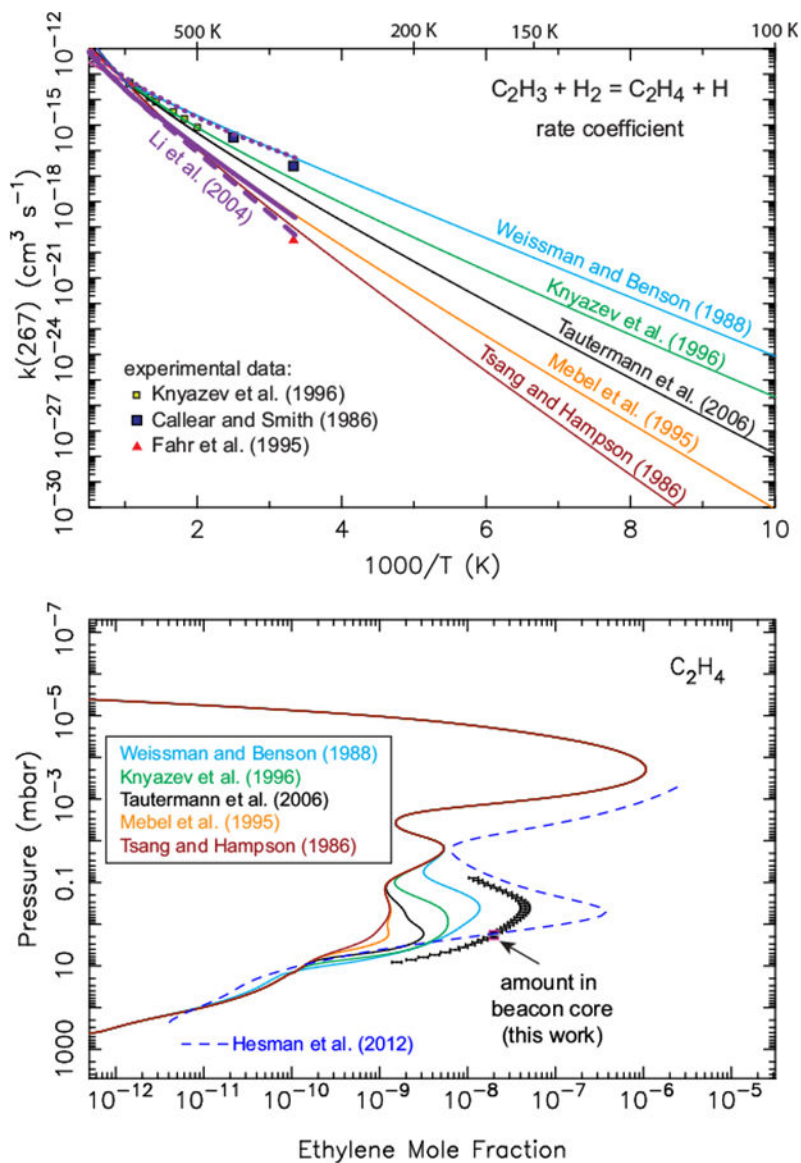 500 K 200 K 150 K 100 K
10⁻¹²
10⁻¹⁵
10⁻¹⁸
10⁻²¹
10⁻²⁴
10⁻²⁷
10⁻³⁰
k(267) (cm³ s⁻¹)
C₂H₃ + H₂ = C₂H₄ + H
rate coefficient
Li et al. (2004)
Weissman and Benson (1988)
Knyazev et al. (1996)
Tautermann et al. (2006)
Mebel et al. (1995)
Tsang and Hampson (1986)
experimental data:
Knyazev et al. (1996)
Callear and Smith (1986)
Fahr et al. (1995)
2 4 6 8 10
1000/T (K)
10⁻⁷
10⁻⁵
10⁻³
0.1
10
1000
Pressure (mbar)
C₂H₄
Weissman and Benson (1988)
Knyazev et al. (1996)
Tautermann et al. (2006)
Mebel et al. (1995)
Tsang and Hampson (1986)
amount in
beacon core
(this work)
Hesman et al. (2012)
10⁻¹² 10⁻¹¹ 10⁻¹⁰ 10⁻⁹ 10⁻⁸ 10⁻⁷ 10⁻⁶ 10⁻⁵
Ethylene Mole Fraction